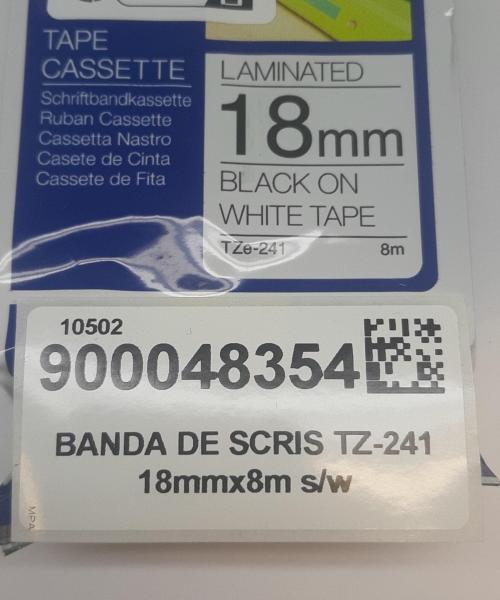 TAPE
CASSETTE
Schriftbandkassette
Ruban Cassette
Cassetta Nastro
Casete de Cinta
Cassete de Fita
LAMINATED
18mm
BLACK ON
WHITE TAPE
TZe-241 8m
10502
900048354
BANDA DE SCRIS TZ-241
18mmx8m s/w
MPA